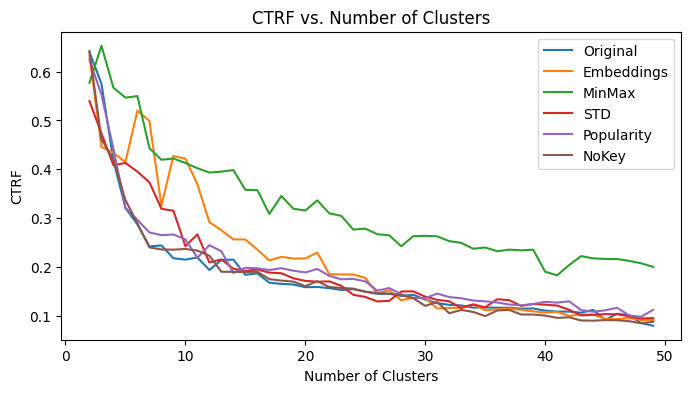 CTRF vs. Number of Clusters
CTRF
0.6
0.5
0.4
0.3
0.2
0.1
0
10
20
30
40
50
Number of Clusters
Original
Embeddings
MinMax
STD
Popularity
NoKey